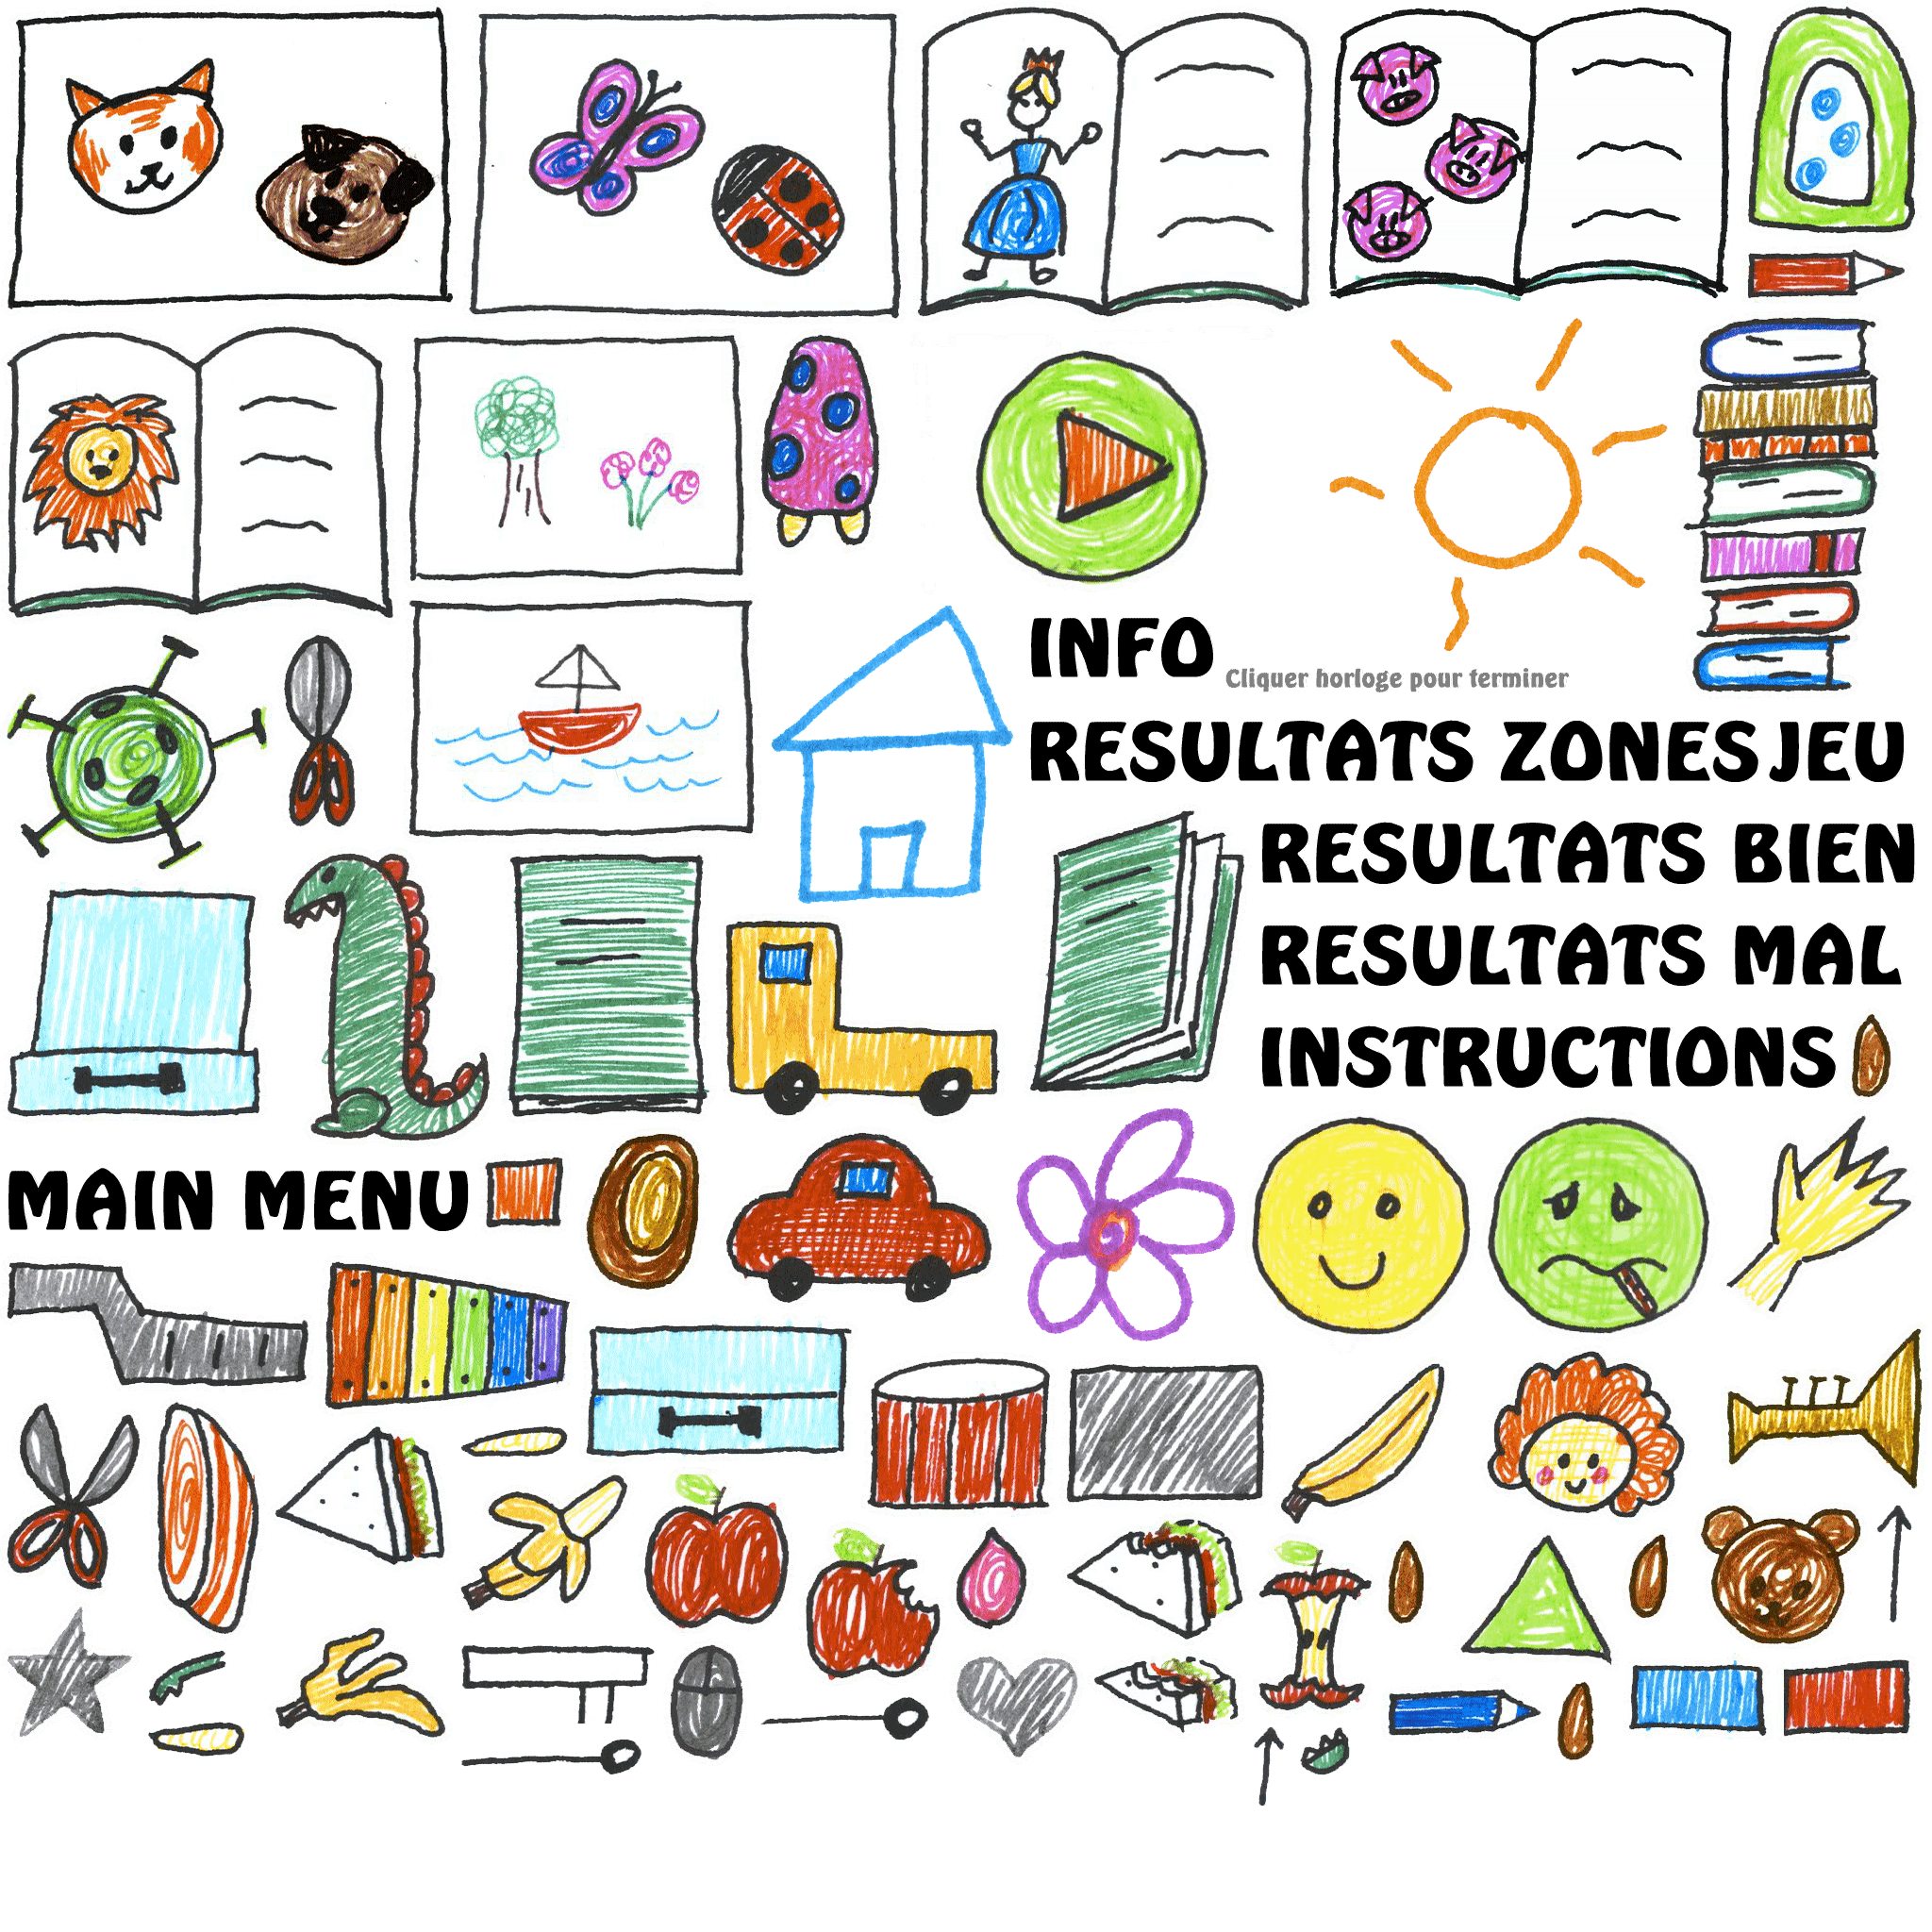 INFO
Cliquer horloge pour terminer
RESULTATS ZONES JEU
RESULTATS BIEN
RESULTATS MAL
INSTRUCTIONS
MAIN MENU